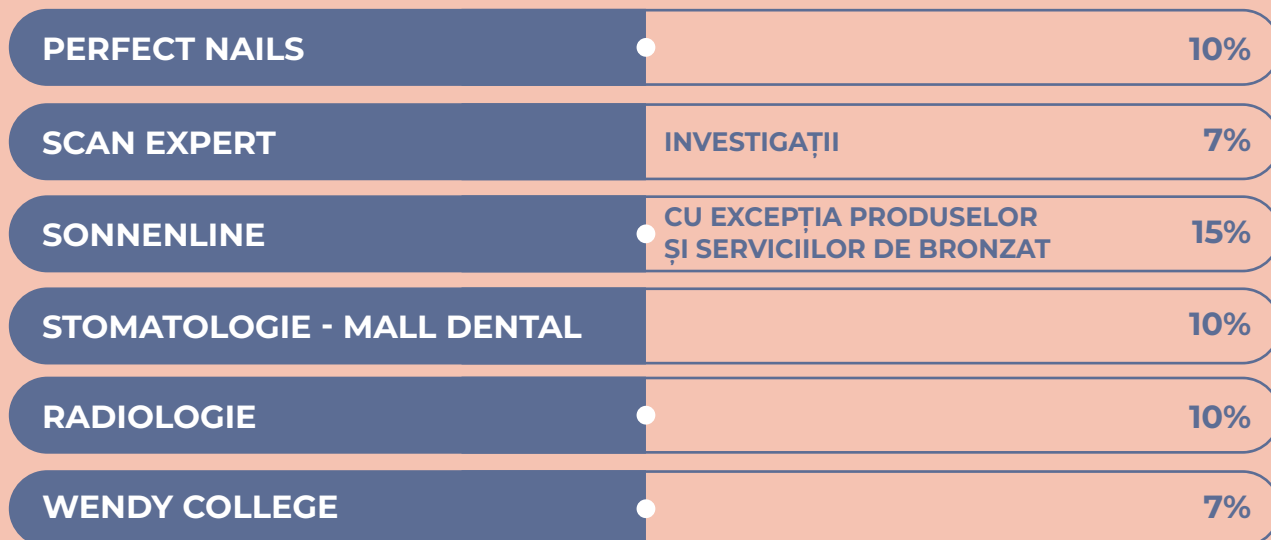 PERFECT NAILS 10%
SCAN EXPERT INVESTIGAȚII 7%
SONNENLINE CU EXCEPȚIA PRODUSELOR
ȘI SERVICIILOR DE BRONZAT 15%
STOMATOLOGIE - MALL DENTAL 10%
RADIOLOGIE 10%
WENDY COLLEGE 7%